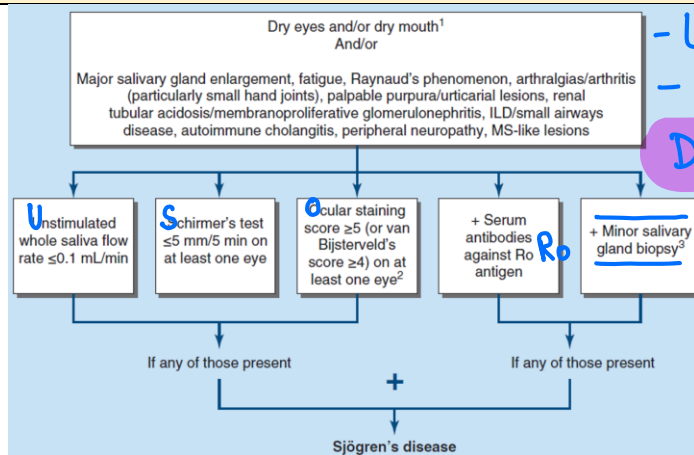 Dry eyes and/or dry mouth¹
And/or
Major salivary gland enlargement, fatigue, Raynaud's phenomenon, arthralgias/arthritis
(particularly small hand joints), palpable purpura/urticarial lesions, renal
tubular acidosis/membranoproliferative glomerulonephritis, ILD/small airways
disease, autoimmune cholangitis, peripheral neuropathy, MS-like lesions
- U
-
D
Unstimulated
whole saliva flow
rate ≤0.1 mL/min
Schirmer's test
≤5 mm/5 min on
at least one eye
Ocular staining
score ≥5 (or van
Bijsterveld's
score ≥4) on at
least one eye²
+ Serum
antibodies
against Ro
antigen
Ro
+ Minor salivary
gland biopsy³
If any of those present
+
If any of those present
Sjögren's disease